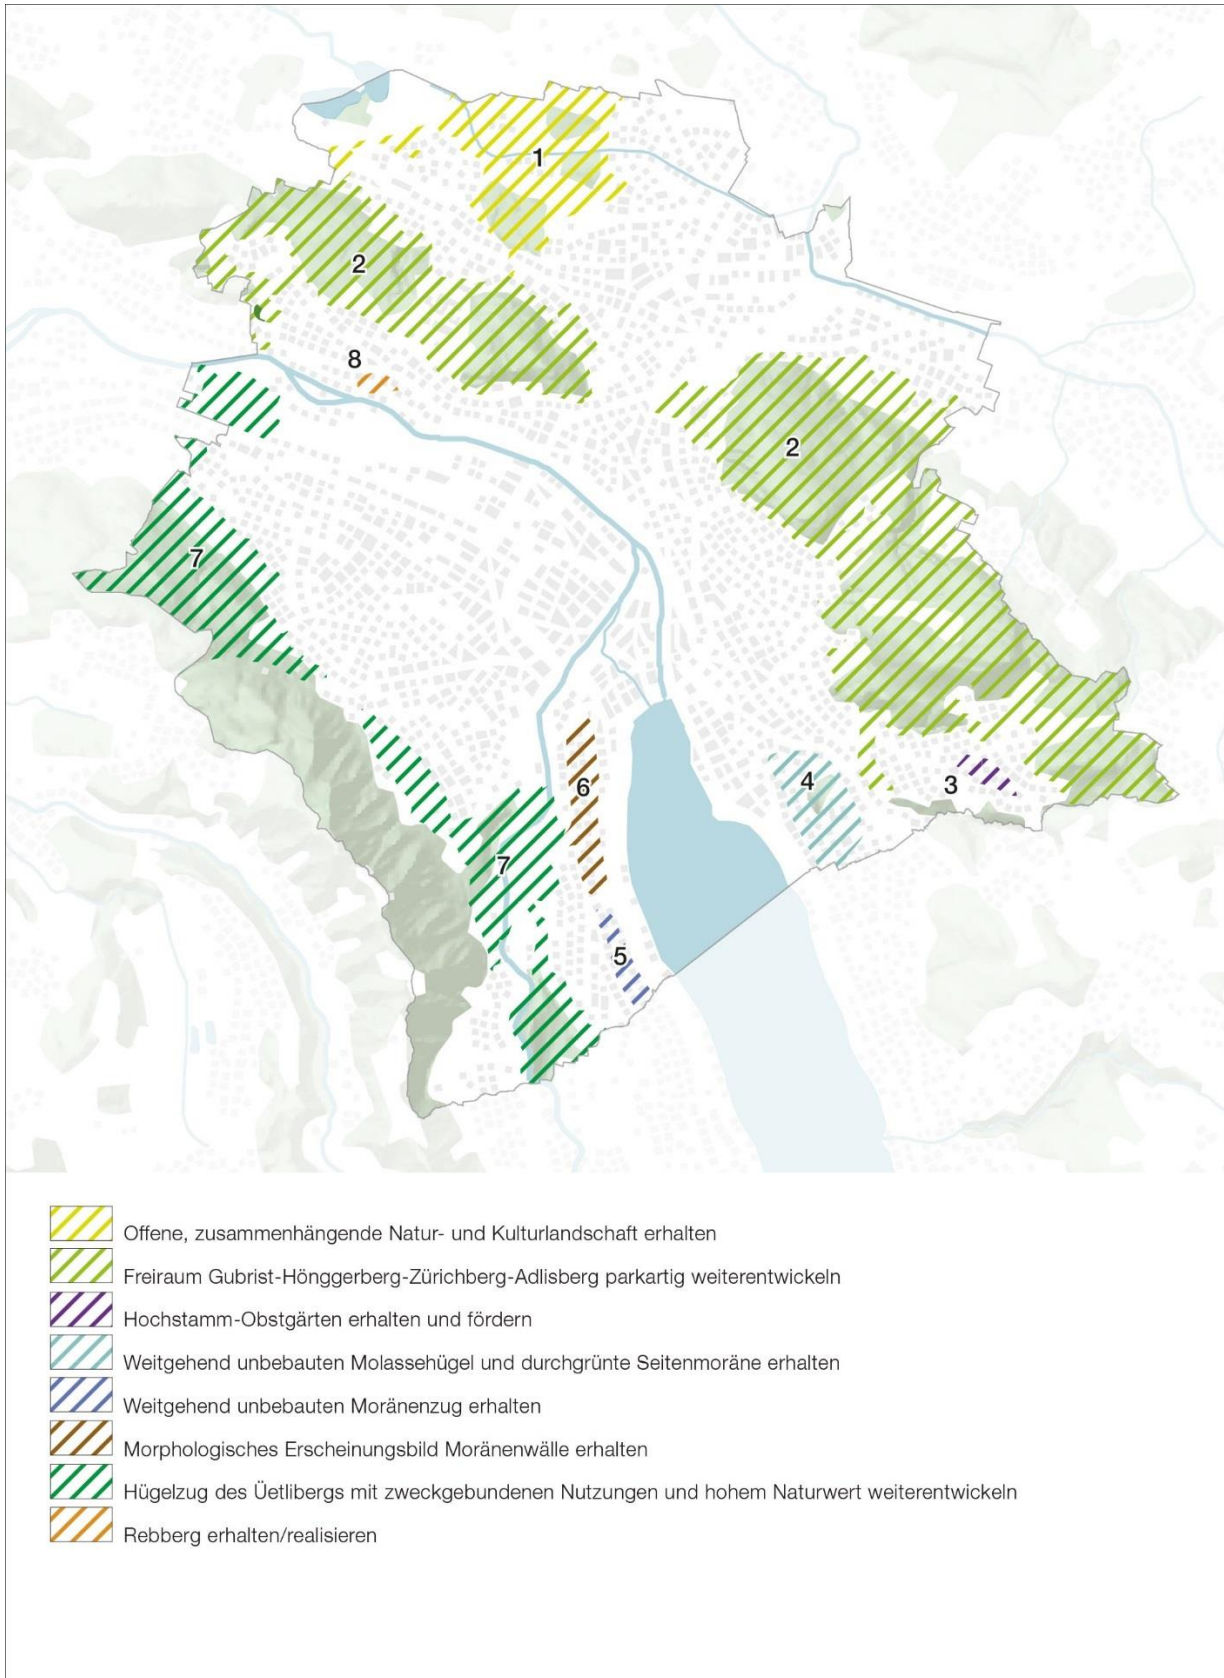 1
2
8
2
7
4
3
6
7
5
Offene, zusammenhängende Natur- und Kulturlandschaft erhalten
Freiraum Gubrist-Hönggerberg-Zürichberg-Adlisberg parkartig weiterentwickeln
Hochstamm-Obstgärten erhalten und fördern
Weitgehend unbebauten Molassehügel und durchgrünte Seitenmoräne erhalten
Weitgehend unbebauten Moränenzug erhalten
Morphologisches Erscheinungsbild Moränenwälle erhalten
Hügelzug des Üetlibergs mit zweckgebundenen Nutzungen und hohem Naturwert weiterentwickeln
Rebberg erhalten/realisieren